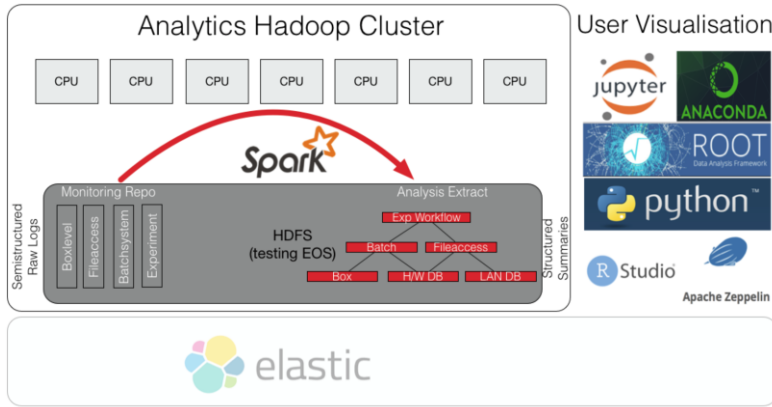 Analytics Hadoop Cluster
User Visualisation
CPU CPU CPU CPU CPU CPU CPU
Jupyter
ANACONDA
Spark
ROOT
Data Analysis Framework
Semistructured
Raw Logs
Monitoring Repo
Boxlevel
Fileaccess
Batchsystem
Experiment
HDFS
(testing EOS)
Analysis Extract
Exp Workflow
Batch Fileaccess
Box H/W DB LAN DB
Structured
Summaries
python™
R Studio
Apache Zeppelin
elastic